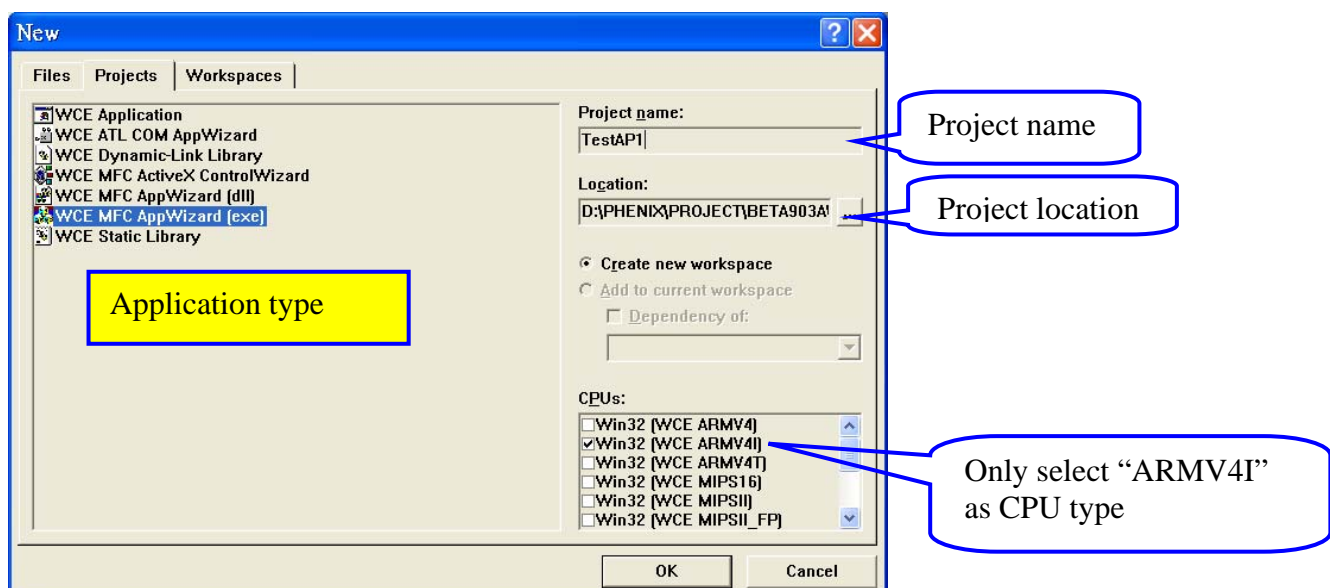 New
Files Projects Workspaces
WCE Application
WCE ATL COM AppWizard
WCE Dynamic-Link Library
WCE MFC ActiveX ControlWizard
WCE MFC AppWizard (dll)
WCE MFC AppWizard (exe)
WCE Static Library
Application type
Project name:
TestAP1
Project name
Location:
D:\PHENIX\PROJECT\BETA903A\ ...
Project location
Create new workspace
Add to current workspace
Dependency of:
CPUs:
Win32 (WCE ARMV4)
Win32 (WCE ARMV4I)
Win32 (WCE ARMV4T)
Win32 (WCE MIPS16)
Win32 (WCE MIPSII)
Win32 (WCE MIPSII_FP)
Only select “ARMV4I”
as CPU type
OK Cancel